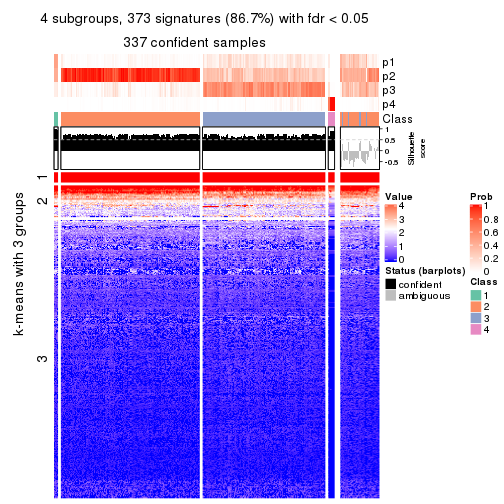 4 subgroups, 373 signatures (86.7%) with fdr < 0.05
337 confident samples
p1
p2
p3
p4
Class
1
0.5
0
-0.5
Silhouette
score
k-means with 3 groups
1
2
3
Value
4
3
2
1
0
Status (barplots)
confident
ambiguous
Prob
1
0.8
0.6
0.4
0.2
0
Class
1
2
3
4